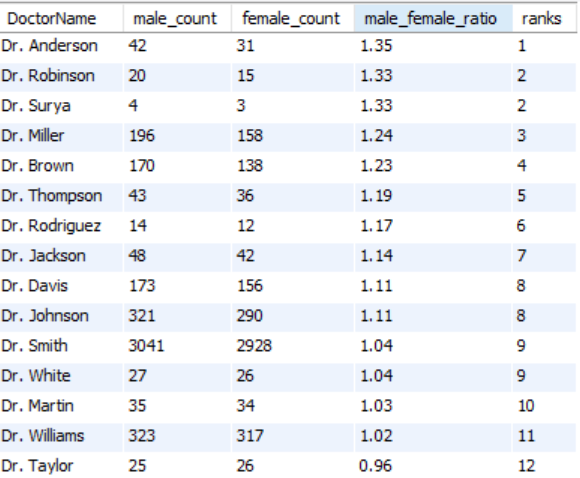 DoctorName male_count female_count male_female_ratio ranks
Dr. Anderson 42 31 1.35 1
Dr. Robinson 20 15 1.33 2
Dr. Surya 4 3 1.33 2
Dr. Miller 196 158 1.24 3
Dr. Brown 170 138 1.23 4
Dr. Thompson 43 36 1.19 5
Dr. Rodriguez 14 12 1.17 6
Dr. Jackson 48 42 1.14 7
Dr. Davis 173 156 1.11 8
Dr. Johnson 321 290 1.11 8
Dr. Smith 3041 2928 1.04 9
Dr. White 27 26 1.04 9
Dr. Martin 35 34 1.03 10
Dr. Williams 323 317 1.02 11
Dr. Taylor 25 26 0.96 12